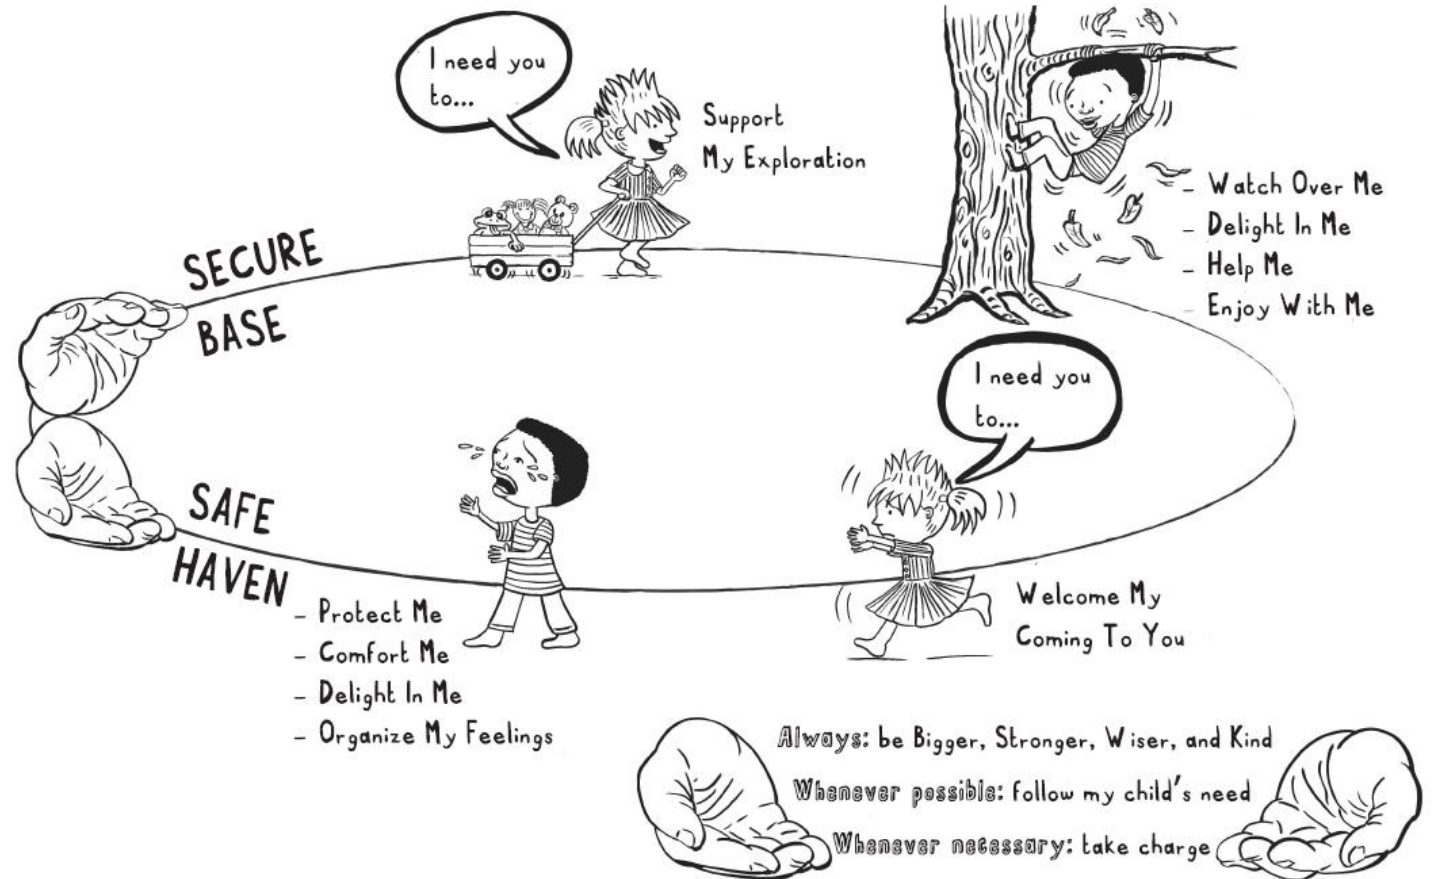 I need you
to...
Support
My Exploration
- Watch Over Me
- Delight In Me
- Help Me
- Enjoy With Me
SECURE
BASE
I need you
to...
Welcome My
Coming To You
SAFE
HAVEN
- Protect Me
- Comfort Me
- Delight In Me
- Organize My Feelings
Always: be Bigger, Stronger, Wiser, and Kind
Whenever possible: follow my child's need
Whenever necessary: take charge